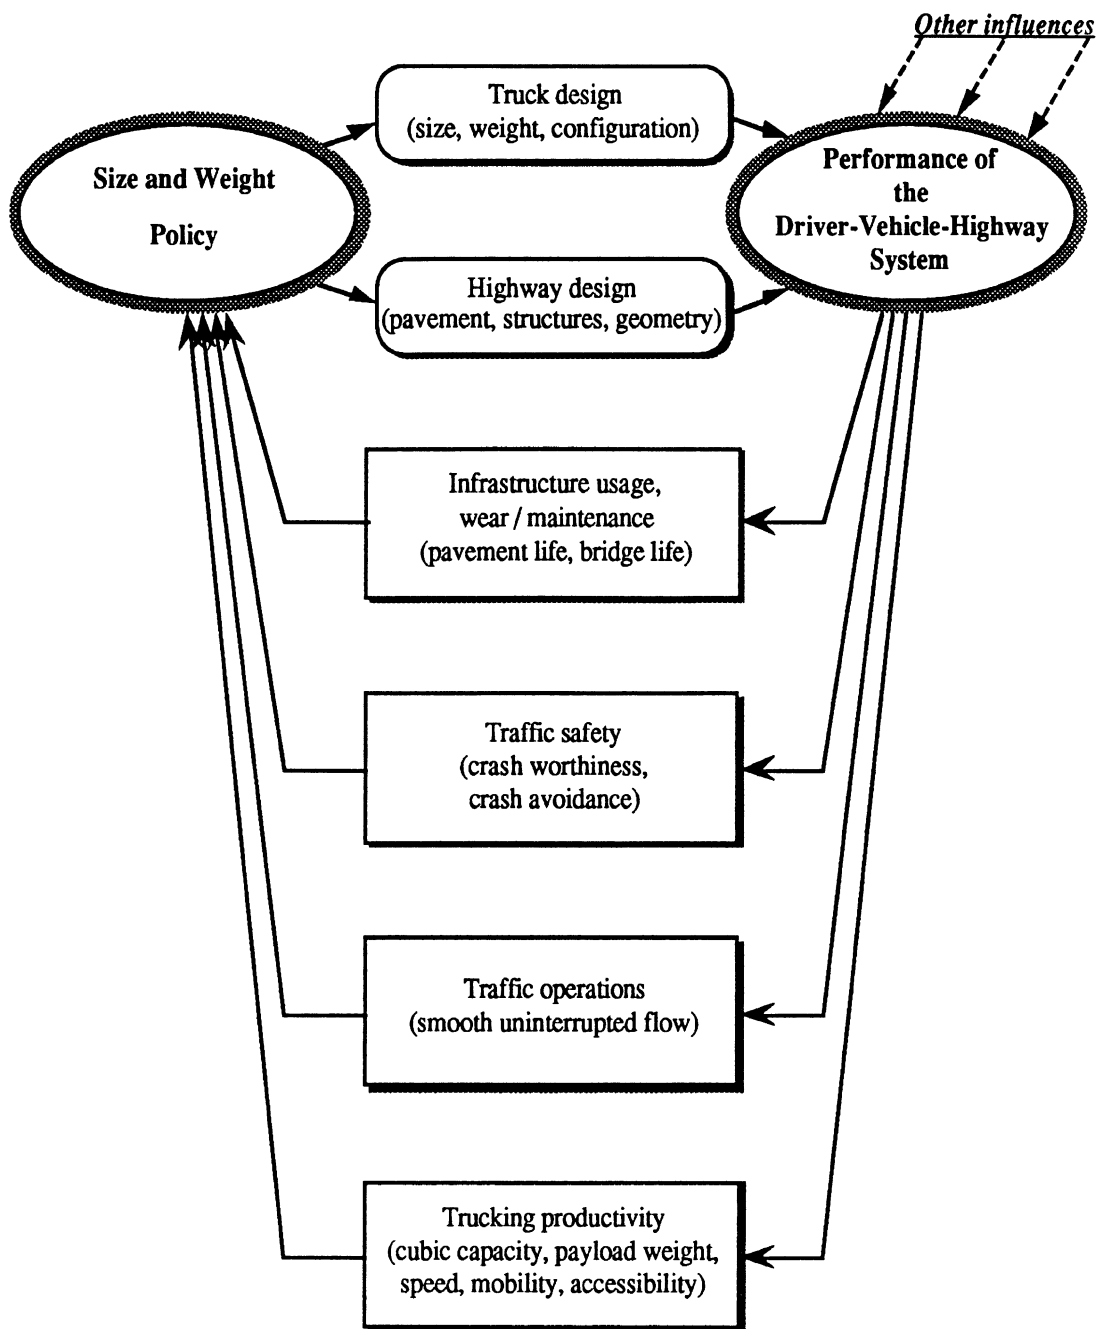 Other influences
Truck design
(size, weight, configuration)
Size and Weight
Policy
Performance of
the
Driver-Vehicle-Highway
System
Highway design
(pavement, structures, geometry)
Infrastructure usage,
wear / maintenance
(pavement life, bridge life)
Traffic safety
(crash worthiness,
crash avoidance)
Traffic operations
(smooth uninterrupted flow)
Trucking productivity
(cubic capacity, payload weight,
speed, mobility, accessibility)